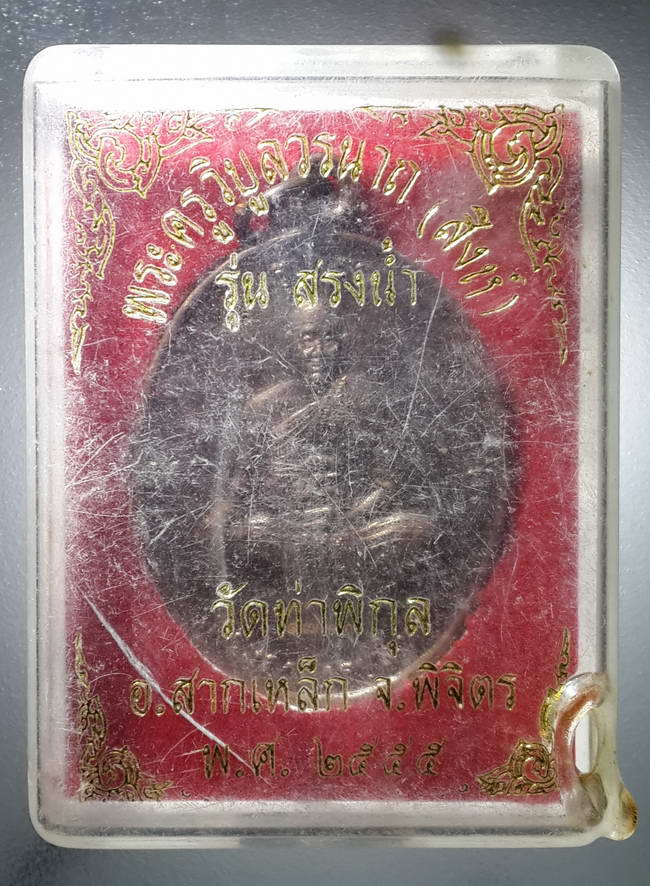 พระครูวิบูลวรนาถ (สิงห์)
รุ่น สรงน้ำ
วัดท่าพิกุล
อ.สากเหล็ก จ.พิจิตร
พ.ศ. ๒๕๕๕